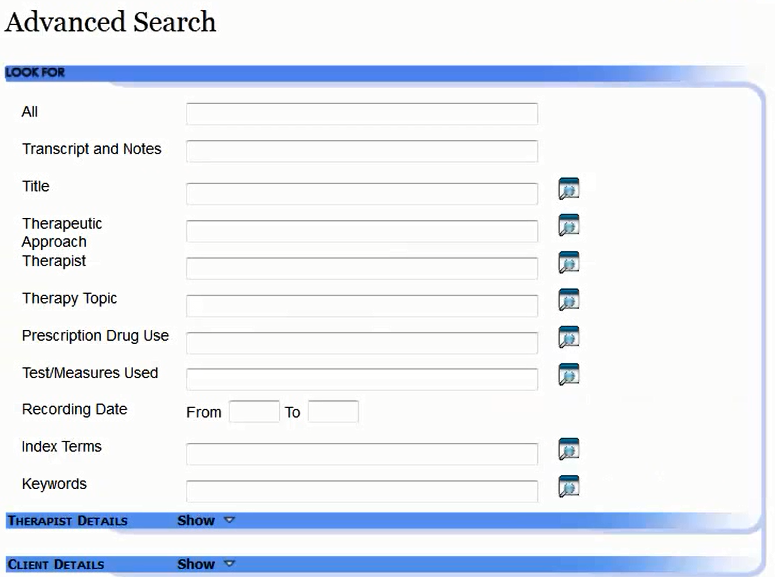 Advanced Search
LOOK FOR
All
Transcript and Notes
Title
Therapeutic
Approach
Therapist
Therapy Topic
Prescription Drug Use
Test/Measures Used
Recording Date From To
Index Terms
Keywords
THERAPIST DETAILS Show
CLIENT DETAILS Show